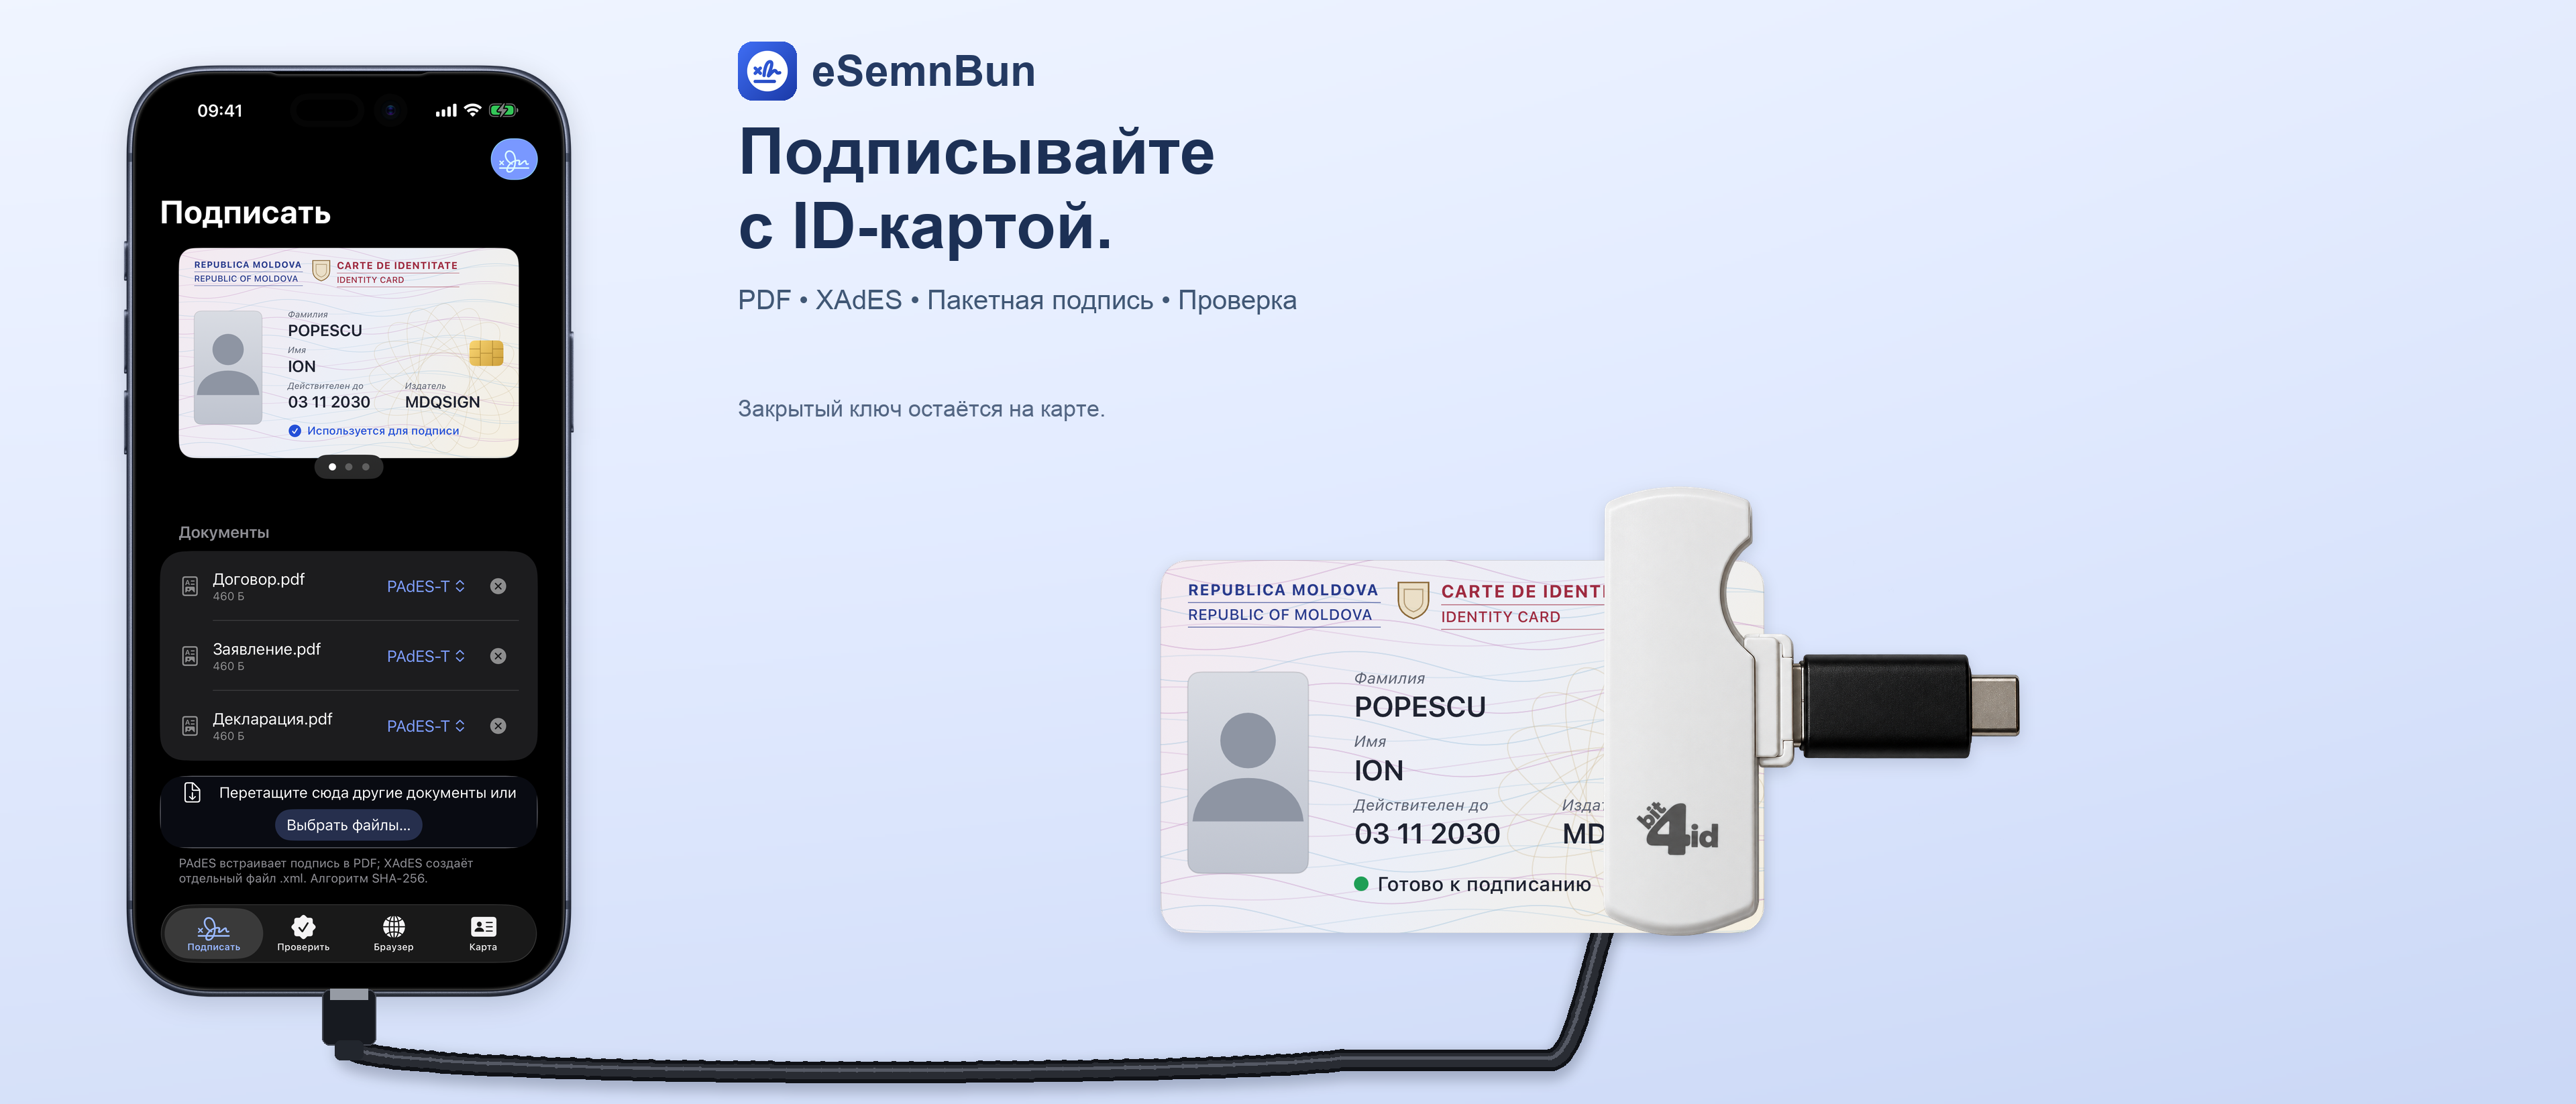 09:41
Подписать
REPUBLICA MOLDOVA
REPUBLIC OF MOLDOVA
CARTE DE IDENTITATE
IDENTITY CARD
Фамилия
POPESCU
Имя
ION
Действителен до
Издатель
03 11 2030
MDQSIGN
Используется для подписи
Документы
Договор.pdf
460 Б
PAdES-T
Заявление.pdf
460 Б
PAdES-T
Декларация.pdf
460 Б
PAdES-T
Перетащите сюда другие документы или
Выбрать файлы...
PAdES встраивает подпись в PDF; XAdES создаёт
отдельный файл .xml. Алгоритм SHA-256.
Подписать
Проверить
Браузер
Карта
eSemnBun
Подписывайте
с ID-картой.
PDF • XAdES • Пакетная подпись • Проверка
Закрытый ключ остаётся на карте.
REPUBLICA MOLDOVA
REPUBLIC OF MOLDOVA
CARTE DE IDENTI
IDENTITY CARD
Фамилия
POPESCU
Имя
ION
Действителен до
Издат
03 11 2030
MD
Готово к подписанию
bit4id